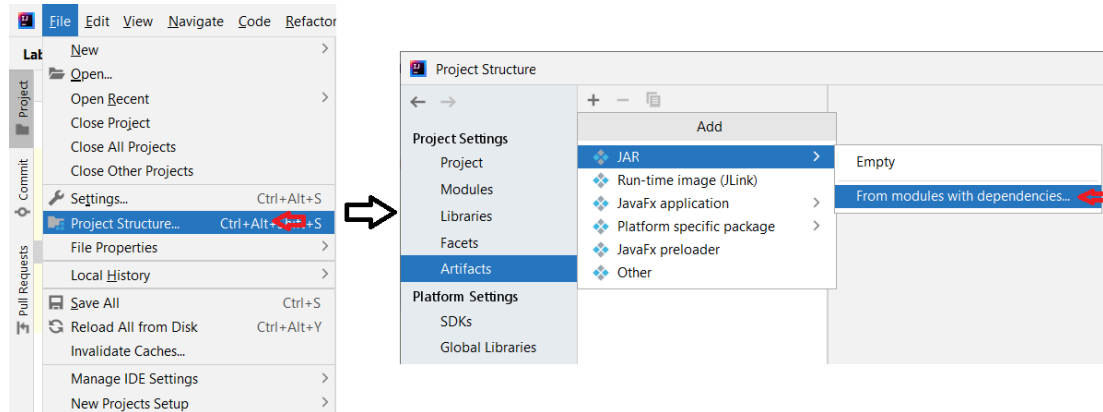 File Edit View Navigate Code Refactor
Lab
Project
Commit
Pull Requests
New
Open...
Open Recent
Close Project
Close All Projects
Close Other Projects
Settings... Ctrl+Alt+S
Project Structure... Ctrl+Alt+Shift+S
File Properties
Local History
Save All Ctrl+S
Reload All from Disk Ctrl+Alt+Y
Invalidate Caches...
Manage IDE Settings
New Projects Setup
Project Structure
Project Settings
Project
Modules
Libraries
Facets
Artifacts
Platform Settings
SDKs
Global Libraries
Add
JAR
Run-time image (JLink)
JavaFx application
Platform specific package
JavaFx preloader
Other
Empty
From modules with dependencies...